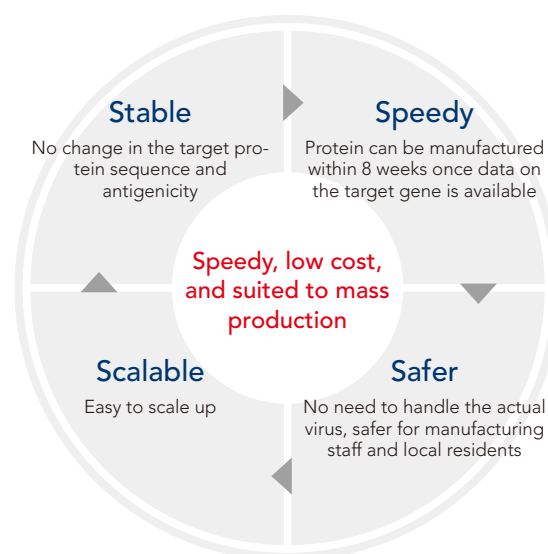 Stable
No change in the target pro-
tein sequence and
antigenicity
Speedy
Protein can be manufactured
within 8 weeks once data on
the target gene is available
Speedy, low cost,
and suited to mass
production
Scalable
Easy to scale up
Safer
No need to handle the actual
virus, safer for manufacturing
staff and local residents